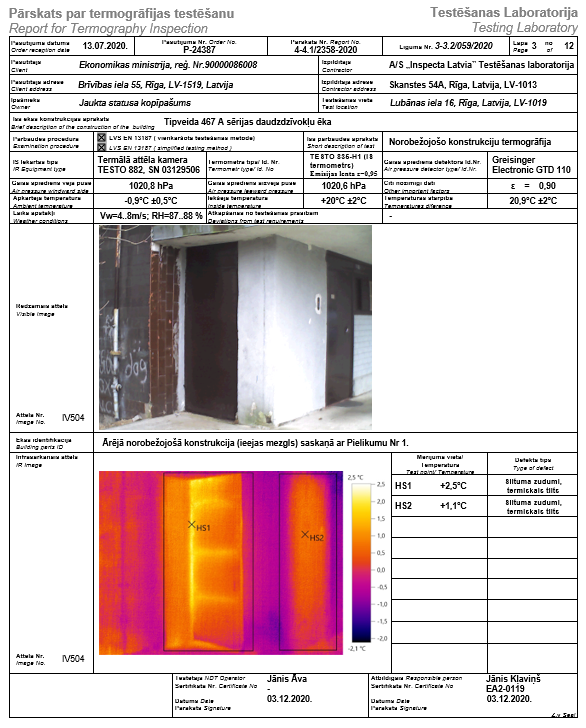 Pārskats par termogrāfijas testēšanu
Report for Termography Inspection
Testēšanas Laboratorija
Testing Laboratory
Pasūtījuma datums
Order reception date
13.07.2020.
Pasūtījuma Nr. Order No.
P-24387
Pārskata Nr. Report No.
4-4.1/2358-2020
Līguma Nr. 3-3.2/059/2020
Lapa 3 no 12
Page of
Pasūtītājs
Client
Ekonomikas ministrija, reģ. Nr.90000086008
Izpildītājs
Contractor
A/S „Inspecta Latvia” Testēšanas laboratorija
Pasūtītāja adrese
Client address
Brīvības iela 55, Rīga, LV-1519, Latvija
Izpildītāja adrese
Contractor address
Skanstes 54A, Rīga, LV-1013
Īpašnieks
Owner
Jaukta statusa kopīpašums
Testēšanas vieta
Test location
Lubānas iela 16, Rīga, Latvija, LV-1019
Īss ēkas konstrukcijas apraksts
Brief description of the construction of the building
Tipveida 467 A sērijas daudzdzīvokļu ēka
Pārbaudes procedūra
Examination procedure
LVS EN 13187 ( vienkāršota testēšanas metode)
LVS EN 13187 ( simplified testing method )
Īss pārbaudes apraksts
Short description of test
Norobežojošo konstrukciju termogrāfija
IS Iekārtas tips
IR Equipment type
Termālā attēla kamera
TESTO 882, SN 03129506
Termometra tips/ Id. Nr.
Termometr type/ Id. No
TESTO 835-H1 (IS
termometrs)
Emisijas lenta ε=0,95
Gaisa spiediena detektora Id.Nr.
Air pressure detector type/ Id.Nr.
Greisinger
Electronic GTD 110
Gaisa spiediens vēja pusē
Air pressure windward side
1020,8 hPa
Gaisa spiediens aizvēja pusē
Air pressure leeward pressure
1020,6 hPa
Citi nozīmīgi dati
Other important factors
ε = 0,90
Apkārtējā temperatūra
Ambient temperature
-0,9°C ±0,5°C
Iekšējā temperatūra
Inside temperature
+20°C ±2°C
Temperatūras starpība
Temperatures diference
20,9°C ±2°C
Laika apstākļi
Weather conditions
Vw=4..8m/s; RH=87..88 %
Atkāpšanās no testēšanas prasībām
Deviations from test requirements
-
Redzamais attēls
Visible Image
Attēla Nr.
Image No.
IV504
Ēkas identifikācija
Building parts ID
Ārējā norobežojošā konstrukcija (ieejas mezgls) saskaņā ar Pielikumu Nr 1.
Infrasarkanais attēls
IR Image
Mērījuma vieta/
Temperatūra
Test point/ Temperature
Defekta tips
Type of defect
HS1 +2,5°C
Siltuma zudumi,
termiskais tilts
HS2 +1,1°C
Siltuma zudumi,
termiskais tilts
HS1
HS2
2,5 °C
2,5
2,0
1,5
1,0
0,5
0,0
-0,5
-1,0
-1,5
-2,0
-2,1 °C
°C
Attēla Nr.
Image No.
IV504
Testētājs NDT Operator
Jānis Āva
Sertifikāta Nr. Certificate No
-
Datums Date
03.12.2020.
Paraksts Signature
Atbildīgais Responsible person
Jānis Kļaviņš
Sertifikāta Nr. Certificate No
EA2-0119
Datums Date
03.12.2020.
Paraksts Signature